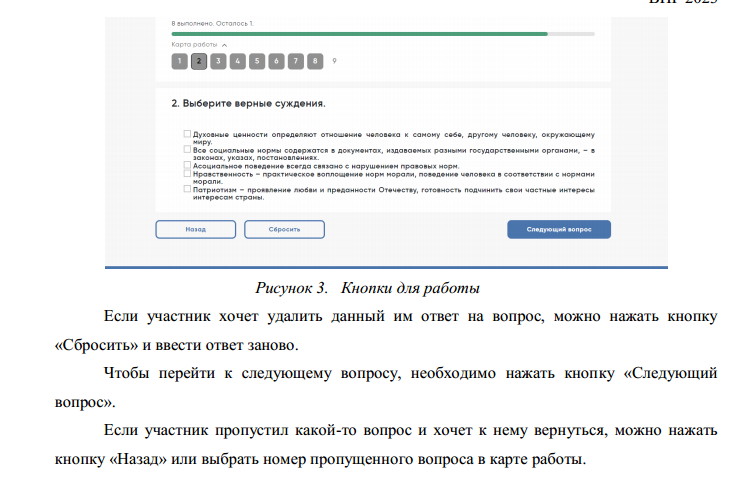 ВПР 2025
8 выполнено. Осталось 1.
Карта работы
1 2 3 4 5 6 7 8 9
2. Выберите верные суждения.
Духовные ценности определяют отношение человека к самому себе, другому человеку, окружающему
миру.
Все социальные нормы содержатся в документах, издаваемых разными государственными органами, – в
законах, указах, постановлениях.
Асоциальное поведение всегда связано с нарушением правовых норм.
Нравственность – практическое воплощение норм морали, поведение человека в соответствии с нормами
морали.
Патриотизм – проявление любви и преданности Отечеству, готовность подчинить свои частные интересы
интересам страны.
Назад Сбросить Следующий вопрос
Рисунок 3. Кнопки для работы
Если участник хочет удалить данный им ответ на вопрос, можно нажать кнопку
«Сбросить» и ввести ответ заново.
Чтобы перейти к следующему вопросу, необходимо нажать кнопку «Следующий
вопрос».
Если участник пропустил какой-то вопрос и хочет к нему вернуться, можно нажать
кнопку «Назад» или выбрать номер пропущенного вопроса в карте работы.